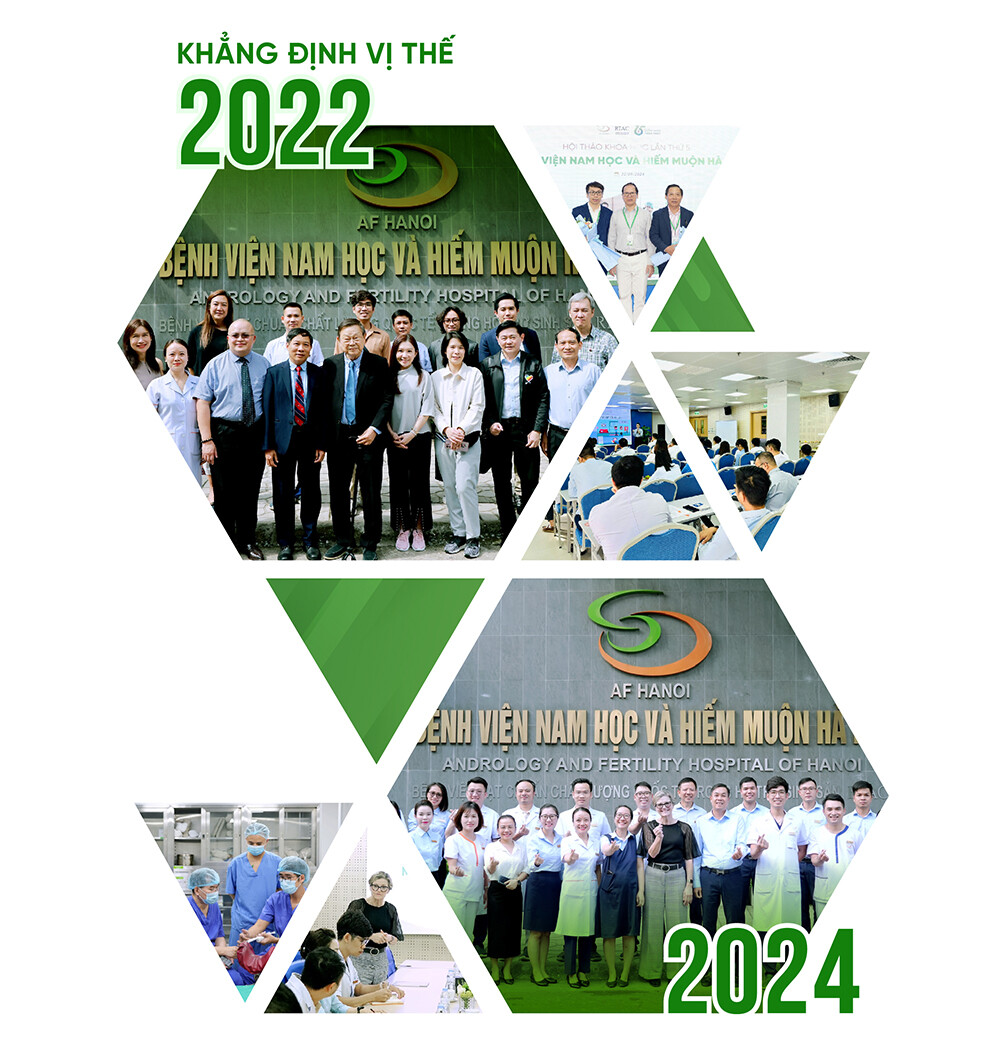 KHẲNG ĐỊNH VỊ THẾ
2022
AF HANOI
BỆNH VIỆN NAM HỌC VÀ HIẾM MUỘN H
ANDROLOGY AND FERTILITY HOSPITAL OF HANOI
HỘI THẢO KHOA HỌC LẦN THỨ 5
VIỆN NAM HỌC VÀ HIẾM MUỘN HÀ
AF HANOI
BỆNH VIỆN NAM HỌC VÀ HIẾM MUỘN HÀ
ANDROLOGY AND FERTILITY HOSPITAL OF HANOI
2024